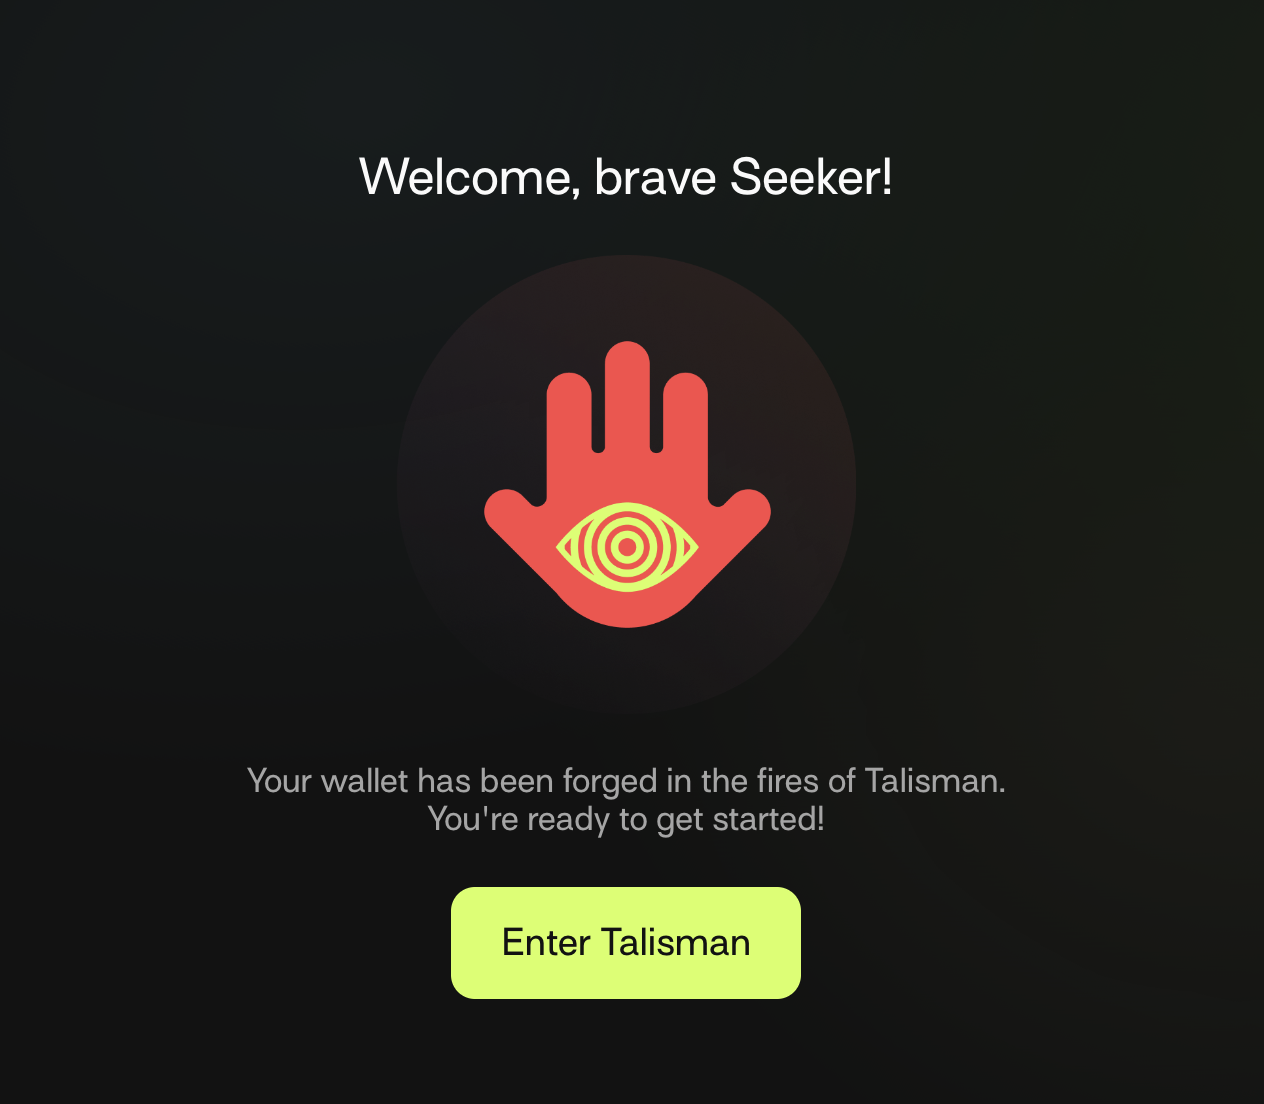 Welcome, brave Seeker!
Your wallet has been forged in the fires of Talisman.
You're ready to get started!
Enter Talisman